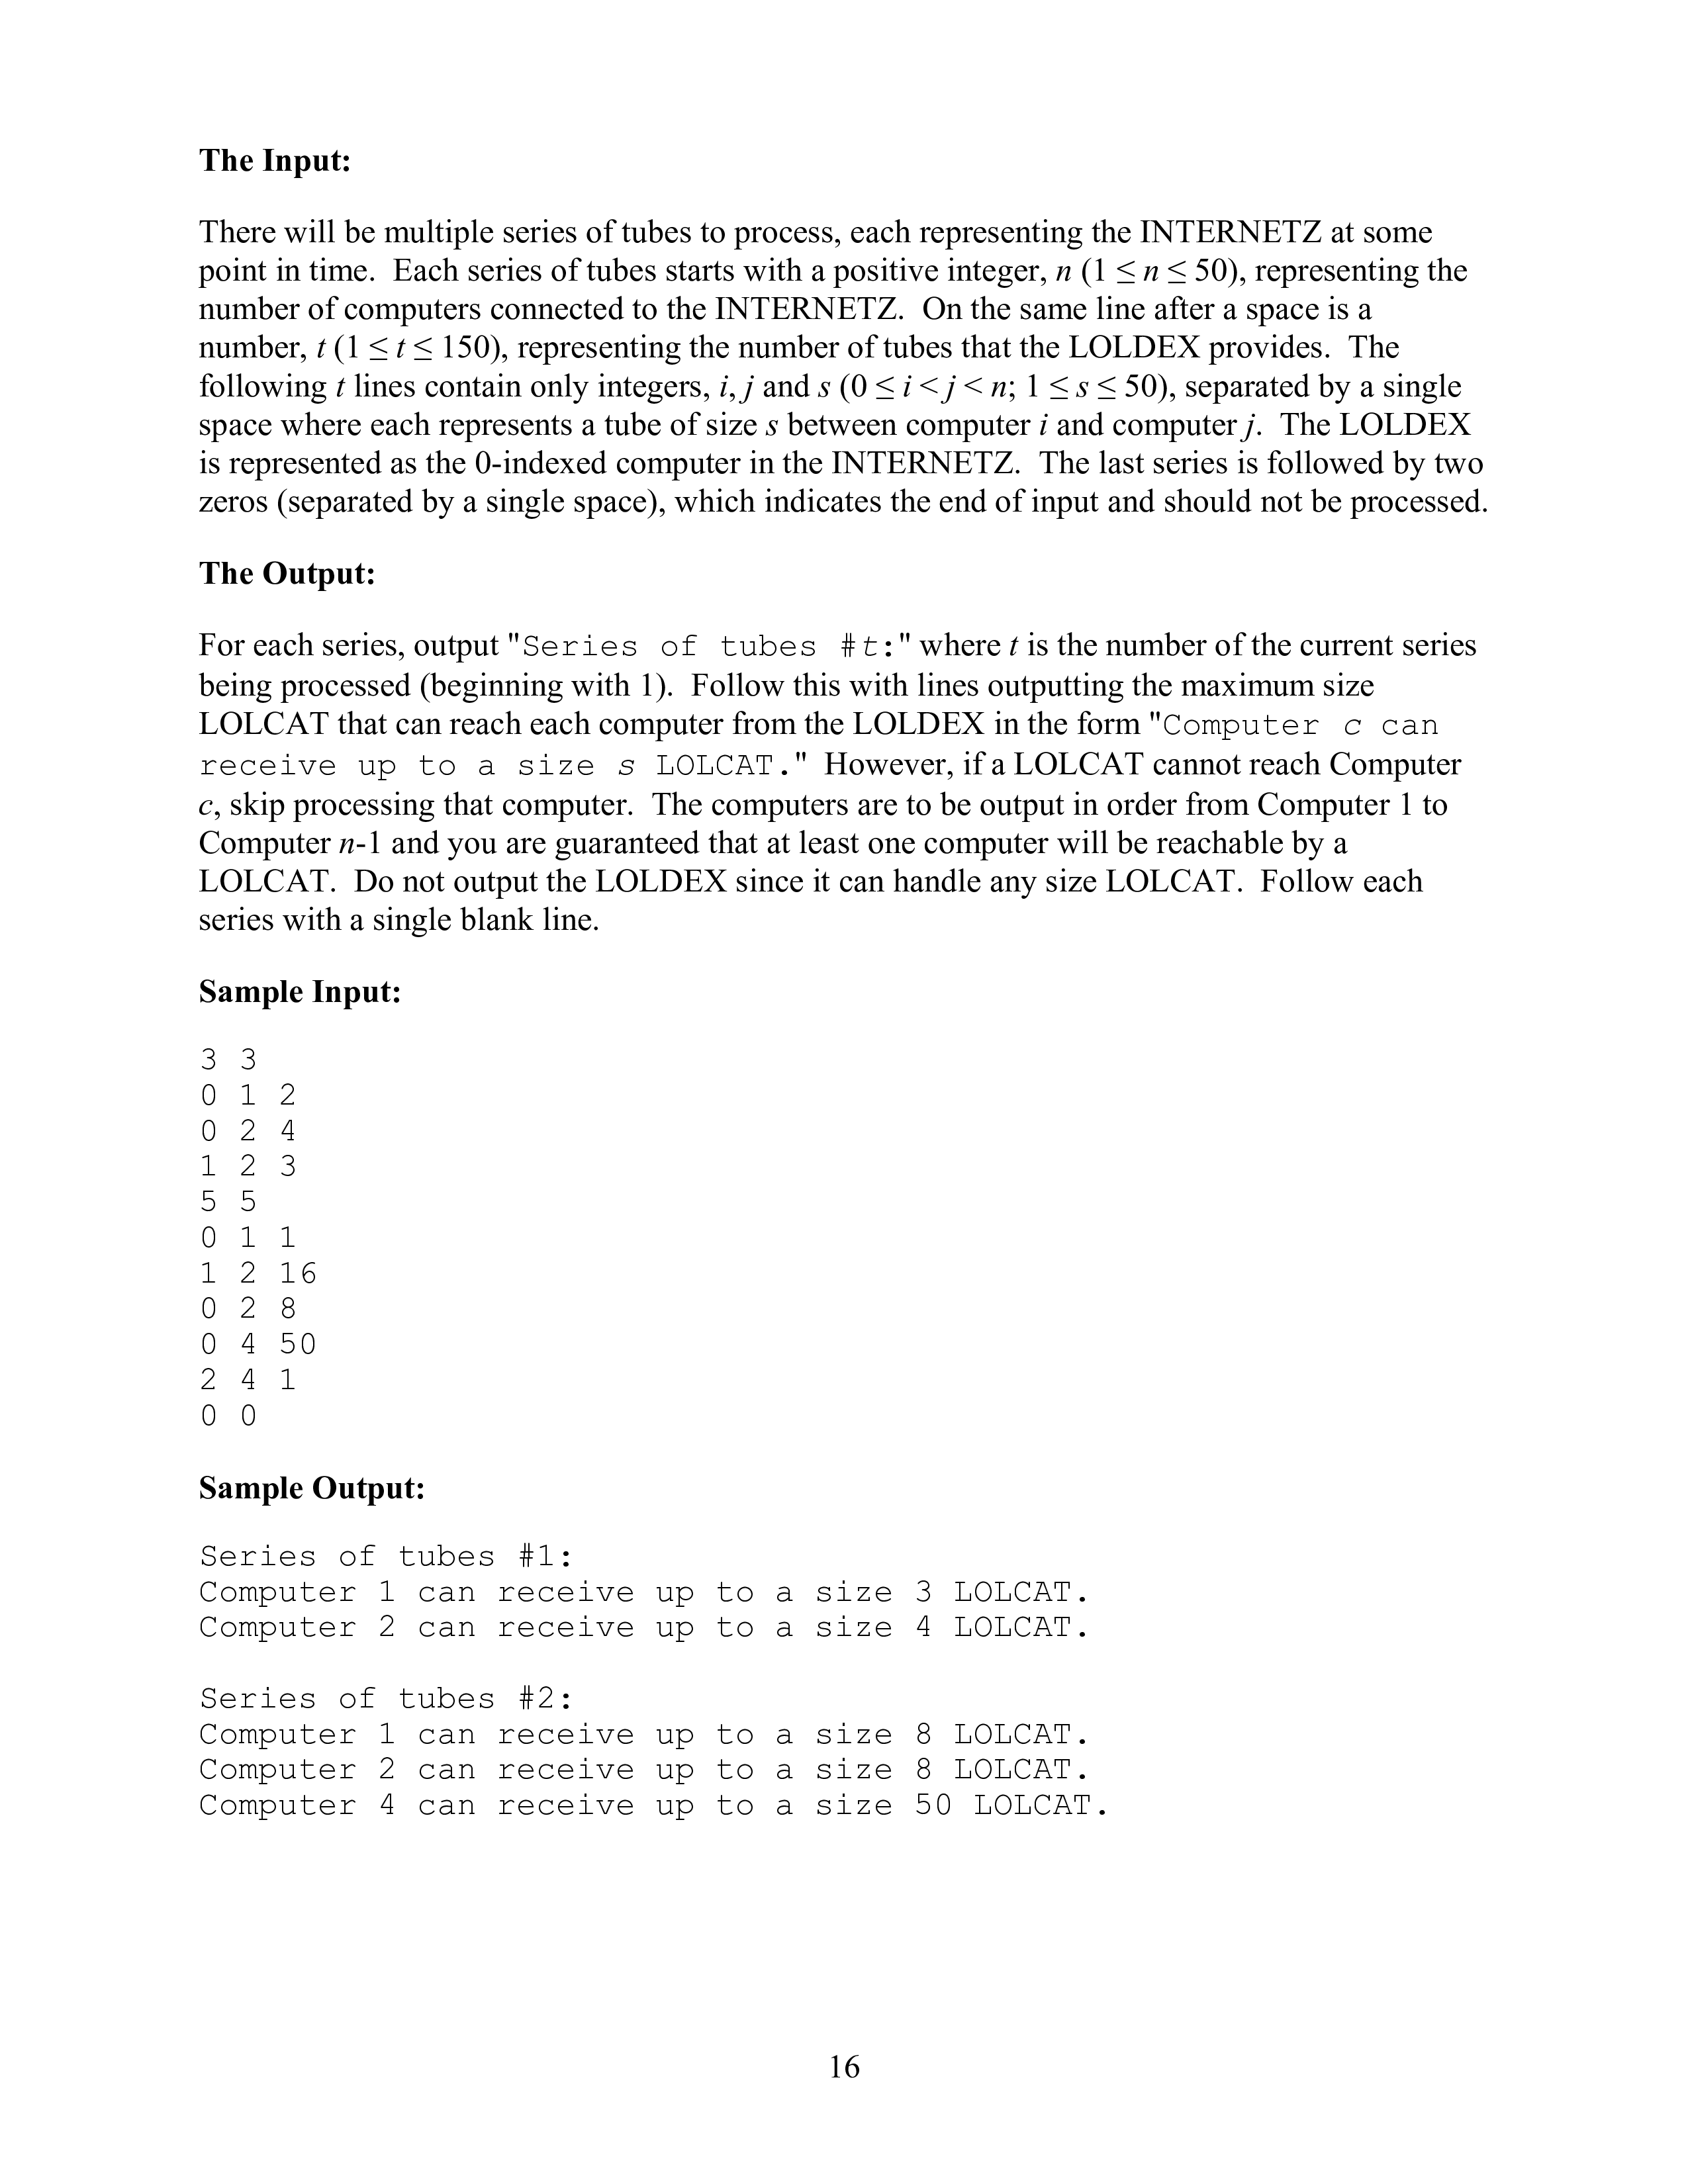 The Input:
There will be multiple series of tubes to process, each representing the INTERNETZ at some
point in time.  Each series of tubes starts with a positive integer, n (1 ≤ n ≤ 50), representing the
number of computers connected to the INTERNETZ.  On the same line after a space is a
number, t (1 ≤ t ≤ 150), representing the number of tubes that the LOLDEX provides.  The
following t lines contain only integers, i, j and s (0 ≤ i < j < n; 1 ≤ s ≤ 50), separated by a single
space where each represents a tube of size s between computer i and computer j.  The LOLDEX
is represented as the 0-indexed computer in the INTERNETZ.  The last series is followed by two
zeros (separated by a single space), which indicates the end of input and should not be processed.
The Output:
For each series, output "Series of tubes #t:" where t is the number of the current series
being processed (beginning with 1).  Follow this with lines outputting the maximum size
LOLCAT that can reach each computer from the LOLDEX in the form "Computer c can
receive up to a size s LOLCAT."  However, if a LOLCAT cannot reach Computer
c, skip processing that computer.  The computers are to be output in order from Computer 1 to
Computer n-1 and you are guaranteed that at least one computer will be reachable by a
LOLCAT.  Do not output the LOLDEX since it can handle any size LOLCAT.  Follow each
series with a single blank line.
Sample Input:
3 3
0 1 2
0 2 4
1 2 3
5 5
0 1 1
1 2 16
0 2 8
0 4 50
2 4 1
0 0
Sample Output:
Series of tubes #1:
Computer 1 can receive up to a size 3 LOLCAT.
Computer 2 can receive up to a size 4 LOLCAT.
Series of tubes #2:
Computer 1 can receive up to a size 8 LOLCAT.
Computer 2 can receive up to a size 8 LOLCAT.
Computer 4 can receive up to a size 50 LOLCAT.
16